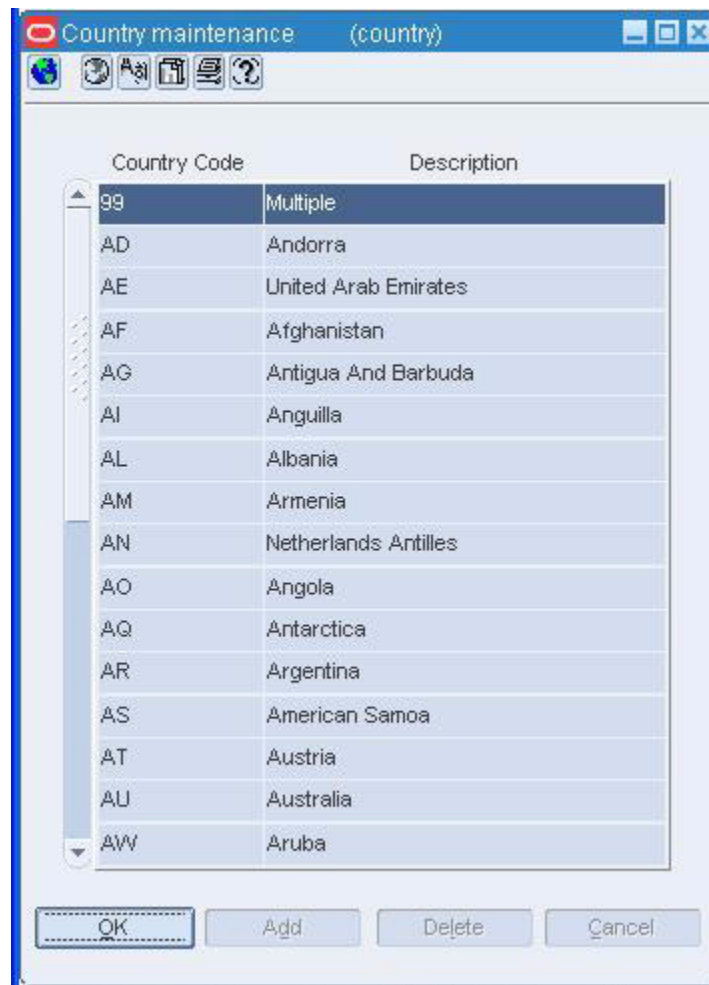 Country maintenance (country)
Country Code Description
99 Multiple
AD Andorra
AE United Arab Emirates
AF Afghanistan
AG Antigua And Barbuda
AI Anguilla
AL Albania
AM Armenia
AN Netherlands Antilles
AO Angola
AQ Antarctica
AR Argentina
AS American Samoa
AT Austria
AU Australia
AW Aruba
OK Add Delete Cancel